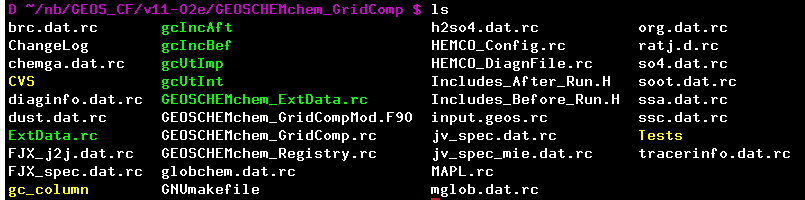 D ~/nb/GEOS_CF/v11-02e/GEOSCHEMchem_GridComp $ ls
brc.dat.rc gcIncAft h2so4.dat.rc org.dat.rc
ChangeLog gcIncBef HEMCO_Config.rc ratj.d.rc
chemga.dat.rc gcVtImp HEMCO_DiagnFile.rc so4.dat.rc
CVS gcVtInt Includes_After_Run.H soot.dat.rc
diaginfo.dat.rc GEOSCHEMchem_ExtData.rc Includes_Before_Run.H ssa.dat.rc
dust.dat.rc GEOSCHEMchem_GridCompMod.F90 input.geos.rc ssc.dat.rc
ExtData.rc GEOSCHEMchem_GridComp.rc jv_spec.dat.rc Tests
FJX_j2j.dat.rc GEOSCHEMchem_Registry.rc jv_spec_mie.dat.rc tracerinfo.dat.rc
FJX_spec.dat.rc globchem.dat.rc MAPL.rc
gc_column GNUmakefile mglob.dat.rc